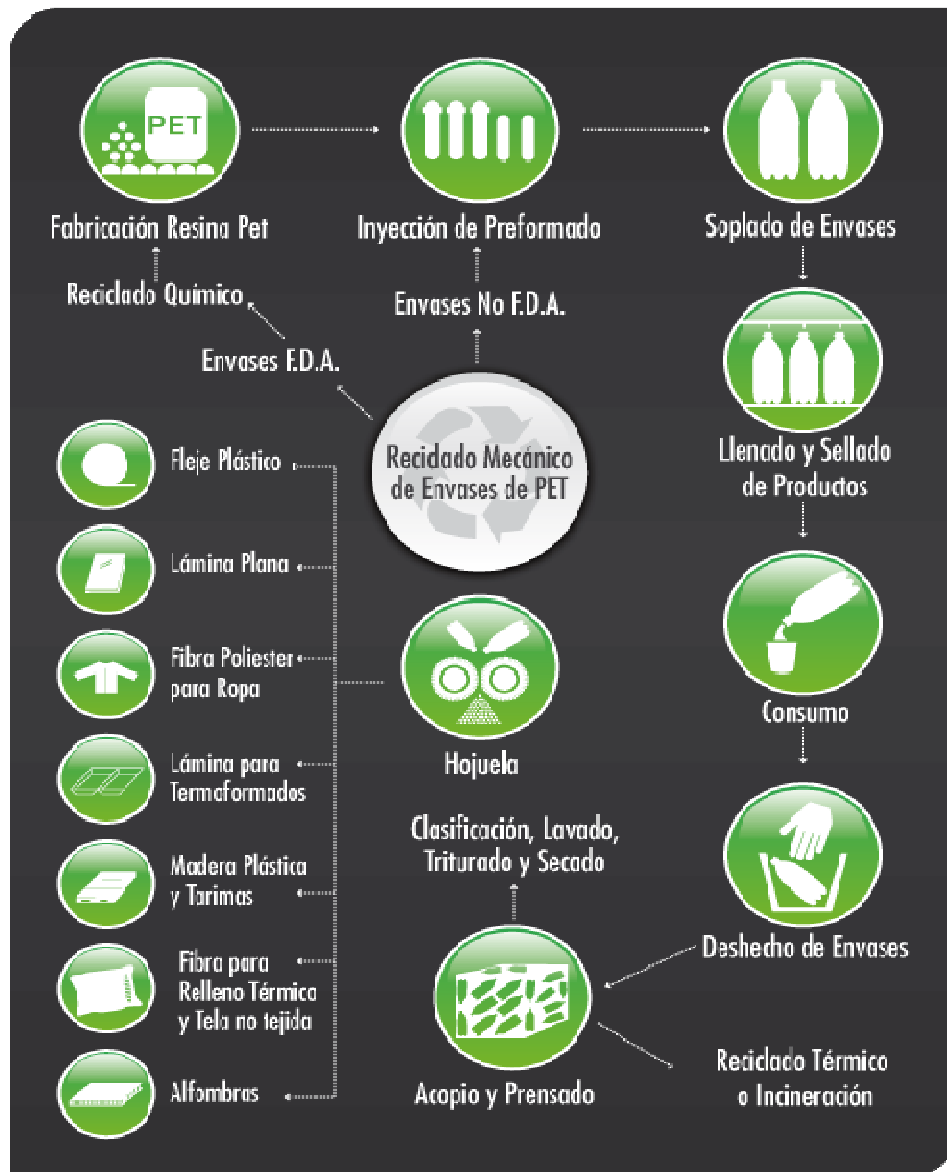 PET
Fabricación Resina Pet
Inyección de Preformado
Soplado de Envases
Reciclado Químico
Envases No F.D.A.
Envases F.D.A.
Reciclado Mecánico
de Envases de PET
Llenado y Sellado
de Productos
Fleje Plástico
Lámina Plana
Fibra Poliester
para Ropa
Lámina para
Termoformados
Madera Plástica
y Tarimas
Fibra para
Relleno Térmico
y Tela no tejida
Alfombras
Hojuela
Clasificación, Lavado,
Triturado y Secado
Acopio y Prensado
Consumo
Deshecho de Envases
Reciclado Térmico
o Incineración